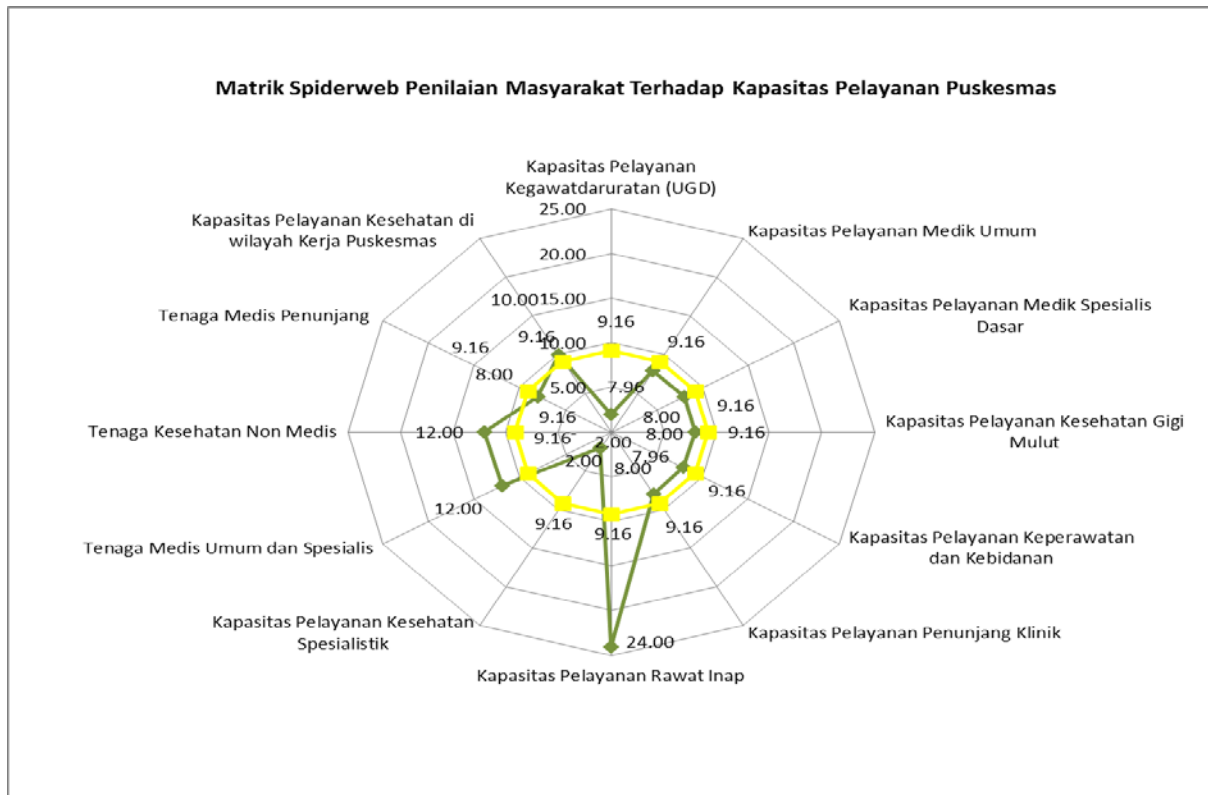 Matrik Spiderweb Penilaian Masyarakat Terhadap Kapasitas Pelayanan Puskesmas
Kapasitas Pelayanan
Kegawatdaruratan (UGD)
Kapasitas Pelayanan Medik Umum
Kapasitas Pelayanan Medik Spesialis
Dasar
Kapasitas Pelayanan Kesehatan Gigi
Mulut
Kapasitas Pelayanan Keperawatan
dan Kebidanan
Kapasitas Pelayanan Penunjang Klinik
Kapasitas Pelayanan Rawat Inap
Kapasitas Pelayanan Kesehatan
Spesialistik
Tenaga Medis Umum dan Spesialis
Tenaga Kesehatan Non Medis
Tenaga Medis Penunjang
Kapasitas Pelayanan Kesehatan di
wilayah Kerja Puskesmas
25.00
20.00
15.00
10.00
5.00
-
2.00
7.96
8.00
8.00
7.96
8.00
24.00
2.00
12.00
12.00
8.00
10.00
9.16
9.16
9.16
9.16
9.16
9.16
9.16
9.16
9.16
9.16
9.16
9.16